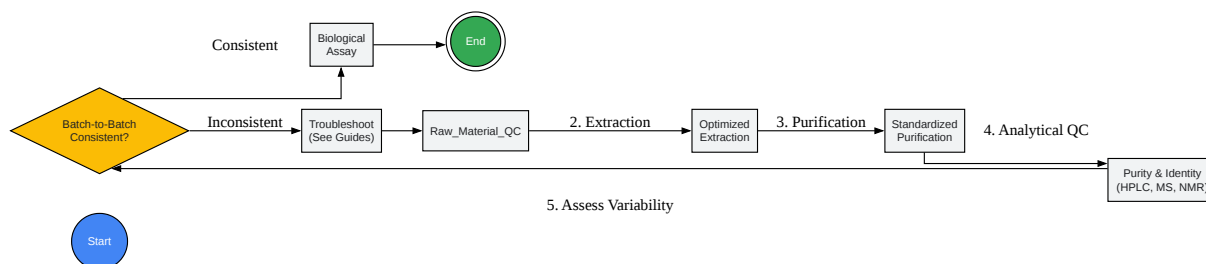 Consistent
Biological
Assay
End
Batch-to-Batch
Consistent?
Inconsistent
Troubleshoot
(See Guides)
Raw_Material_QC
2. Extraction
Optimized
Extraction
3. Purification
Standardized
Purification
4. Analytical QC
Purity & Identity
(HPLC, MS, NMR)
5. Assess Variability
Start